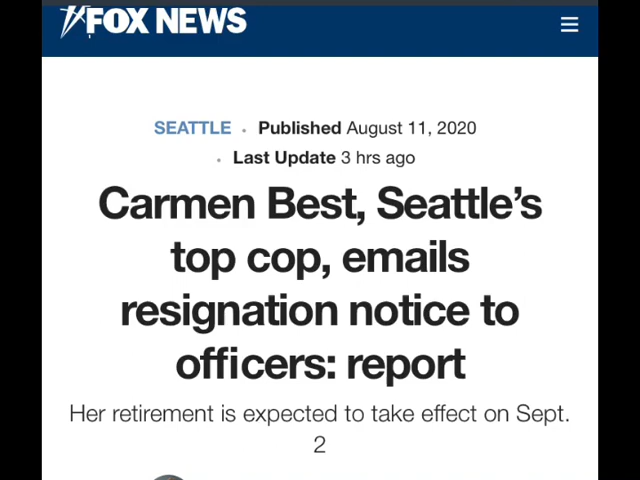 FOX NEWS
SEATTLE • Published August 11, 2020
• Last Update 3 hrs ago
Carmen Best, Seattle's
top cop, emails
resignation notice to
officers: report
Her retirement is expected to take effect on Sept.
2